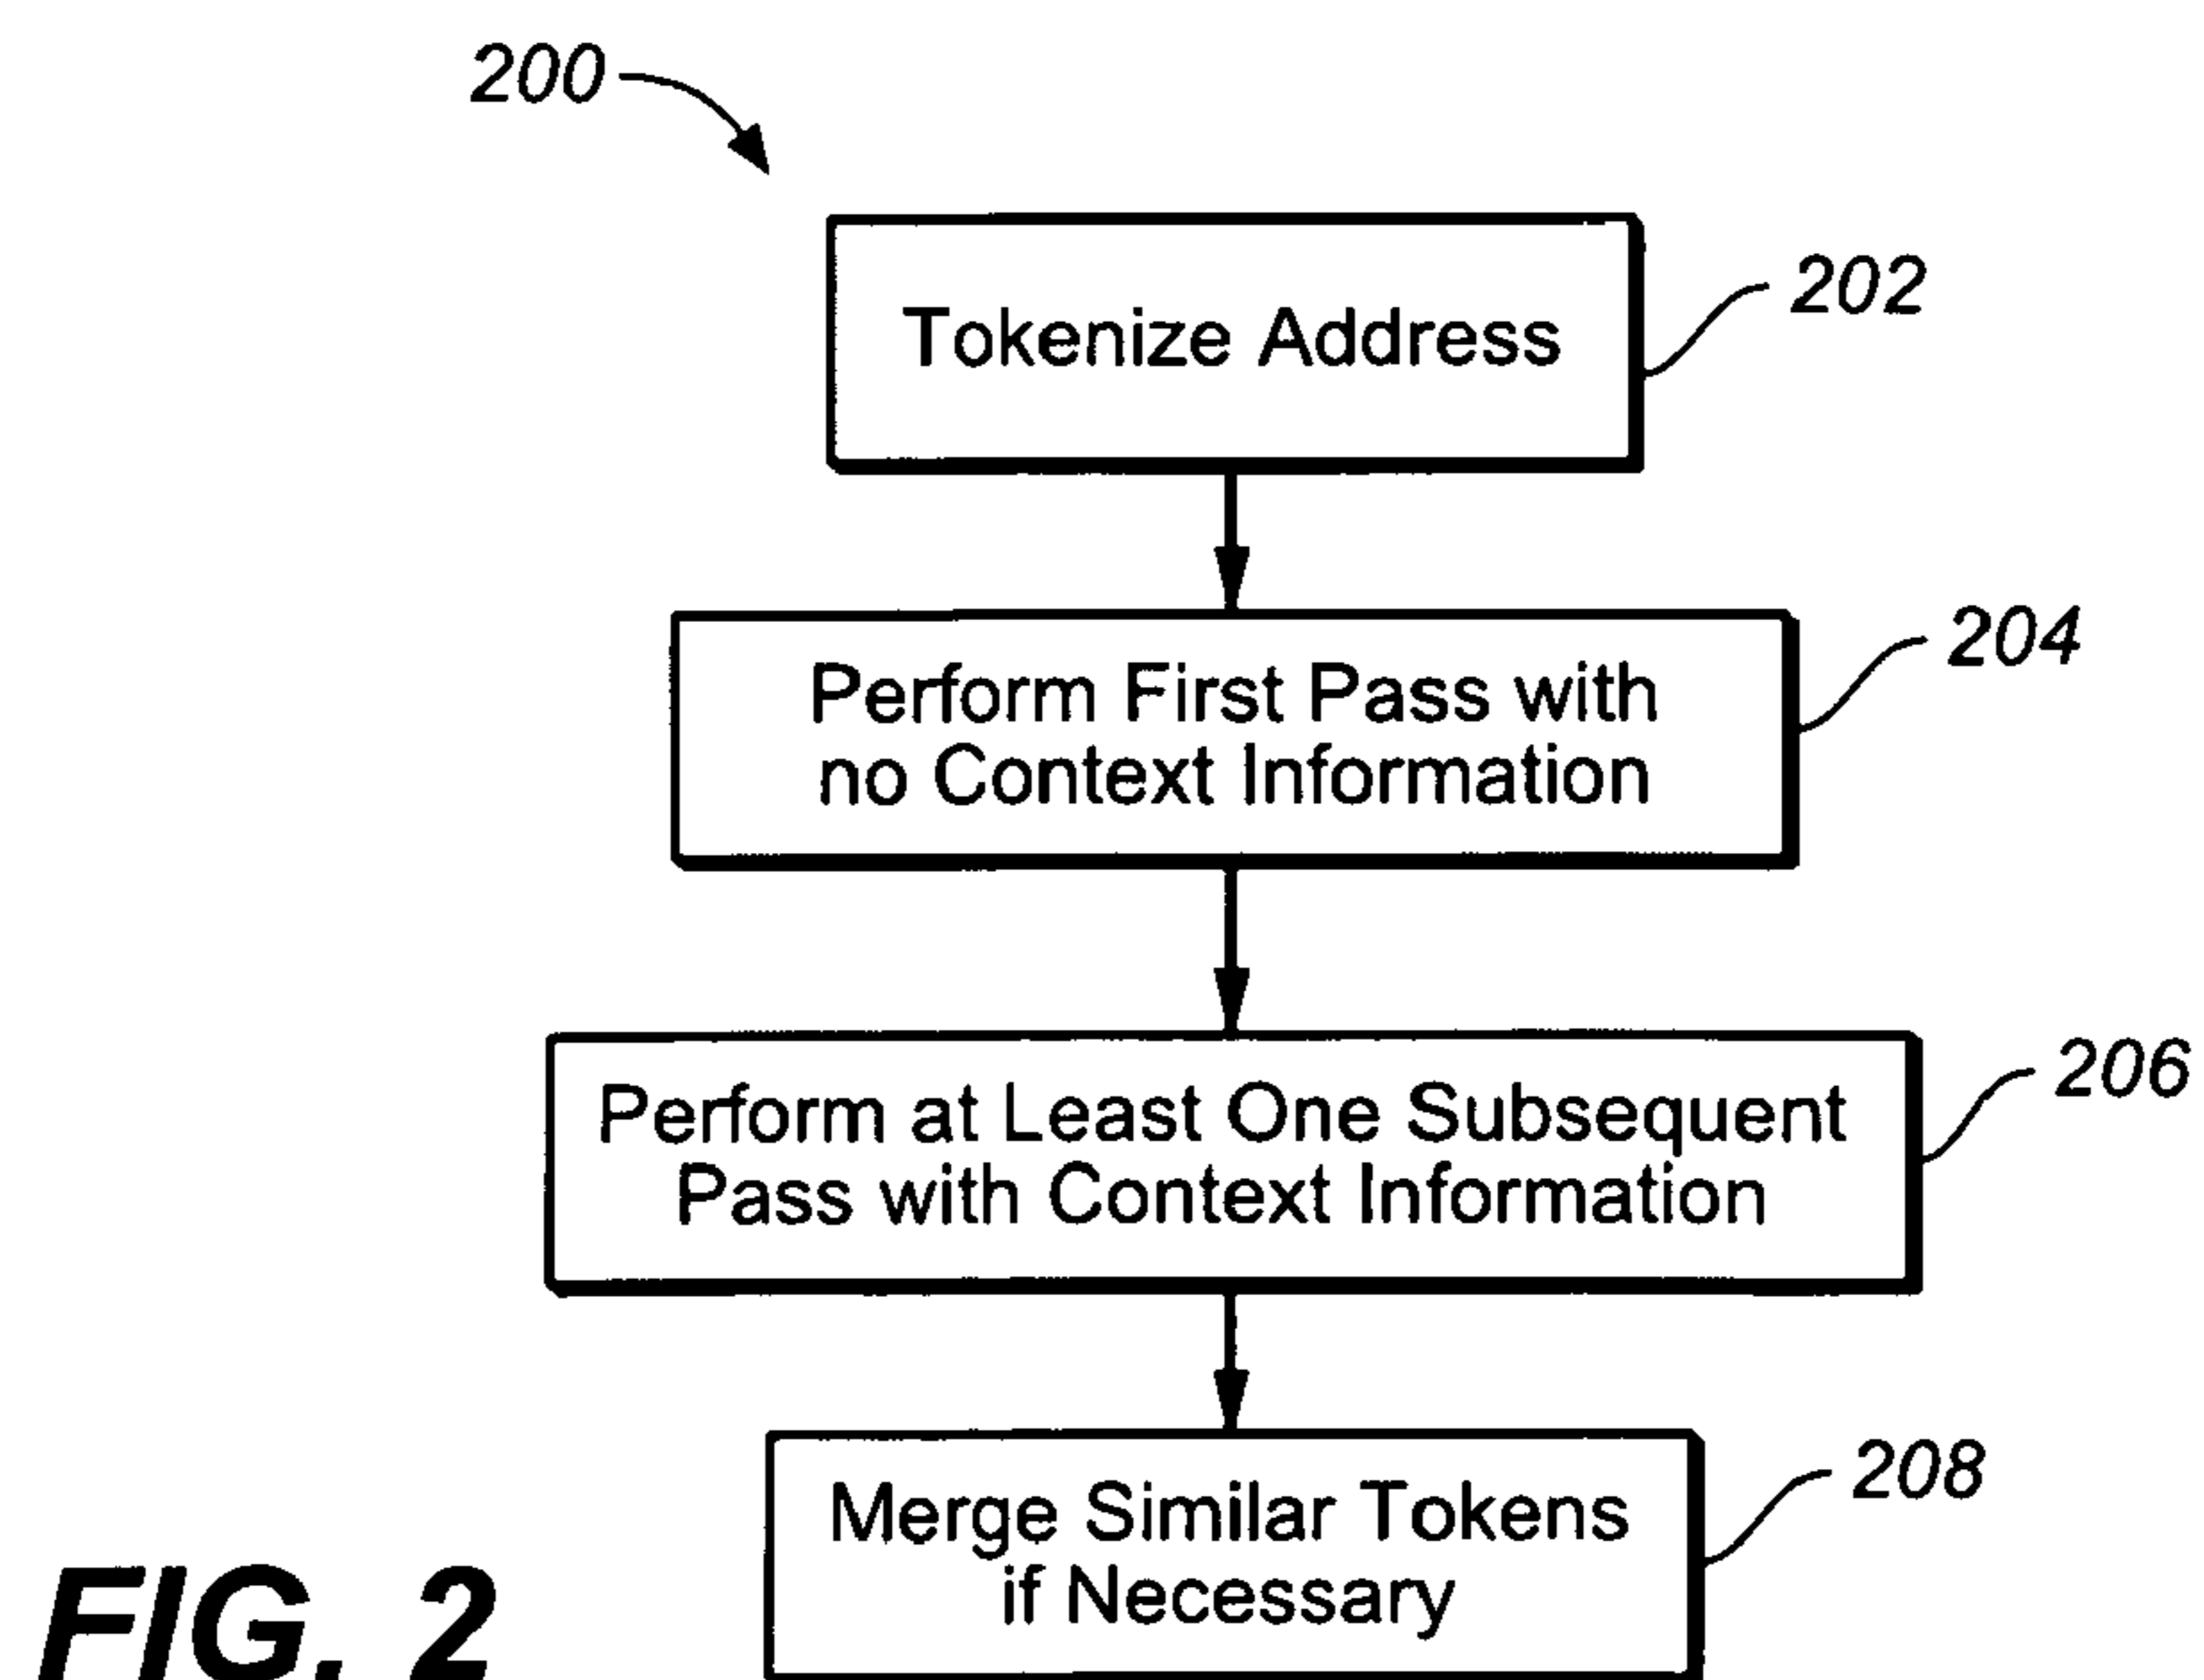 200
Tokenize Address
202
Perform First Pass with
no Context Information
204
Perform at Least One Subsequent
Pass with Context Information
206
Merge Similar Tokens
if Necessary
208
FIG. 2